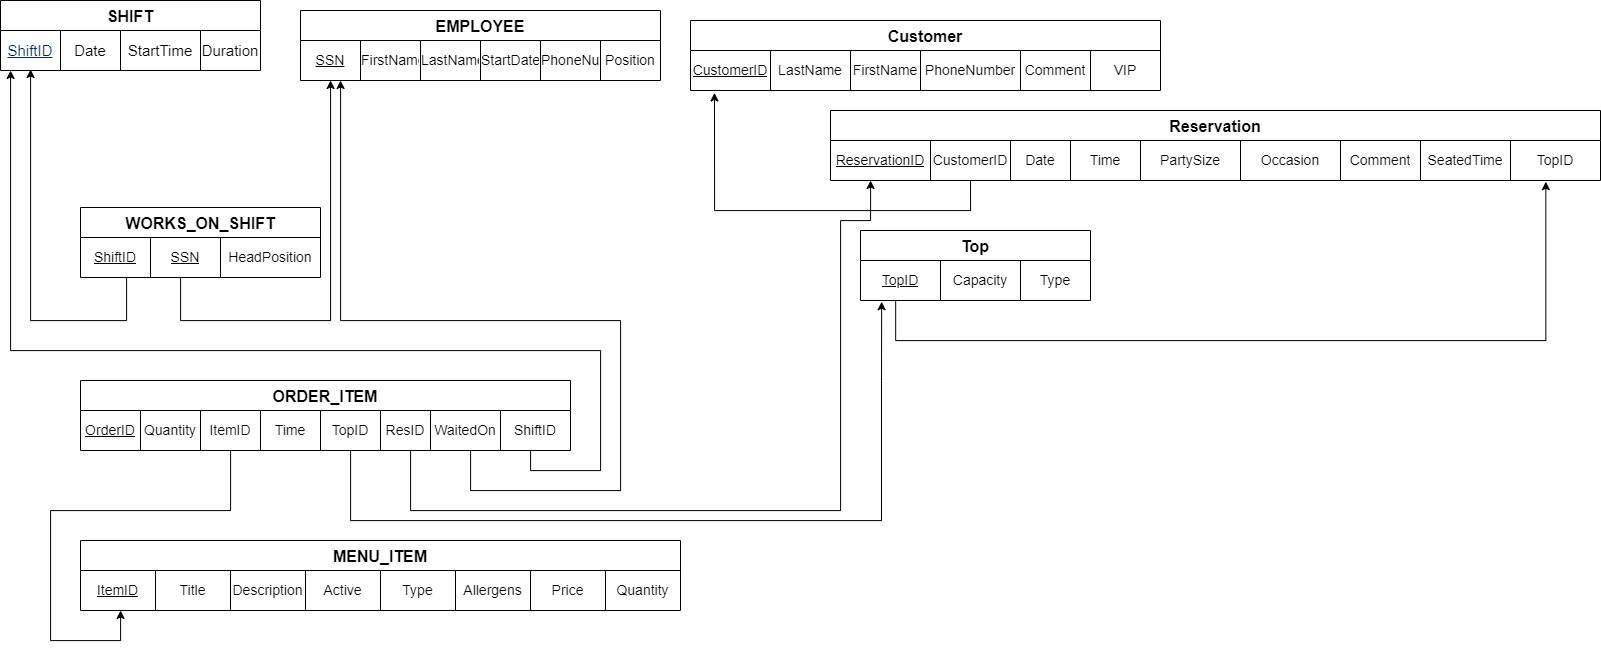 SHIFT
ShiftID Date StartTime Duration
EMPLOYEE
SSN FirstNam LastName StartDate PhoneNu Position
Customer
CustomerID LastName FirstName PhoneNumber Comment VIP
Reservation
ReservationID CustomerID Date Time PartySize Occasion Comment SeatedTime TopID
WORKS_ON_SHIFT
ShiftID SSN HeadPosition
Top
TopID Capacity Type
ORDER_ITEM
OrderID Quantity ItemID Time TopID ResID WaitedOn ShiftID
MENU_ITEM
ItemID Title Description Active Type Allergens Price Quantity